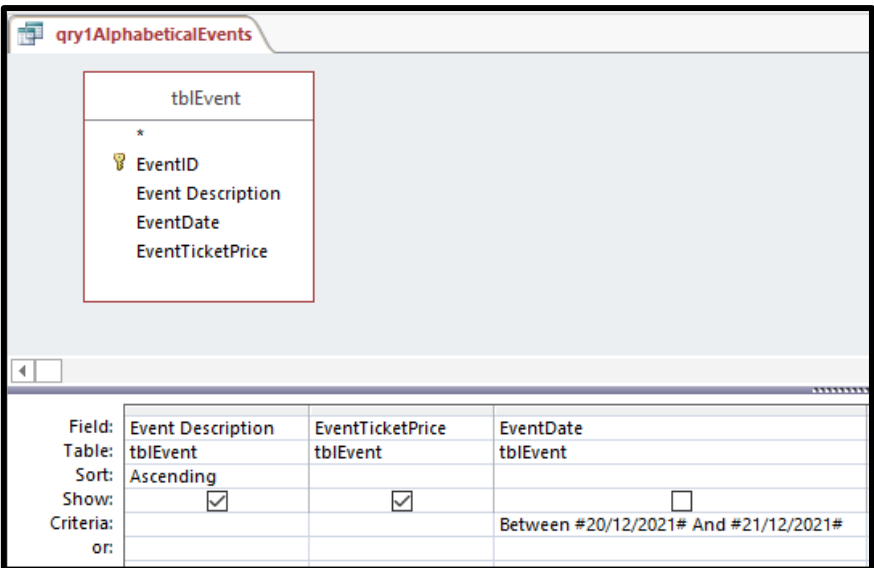 qry1AlphabeticalEvents
tblEvent
*
EventID
Event Description
EventDate
EventTicketPrice
Field: Event Description EventTicketPrice EventDate
Table: tblEvent tblEvent tblEvent
Sort: Ascending
Show:
Criteria: Between #20/12/2021# And #21/12/2021#
or: